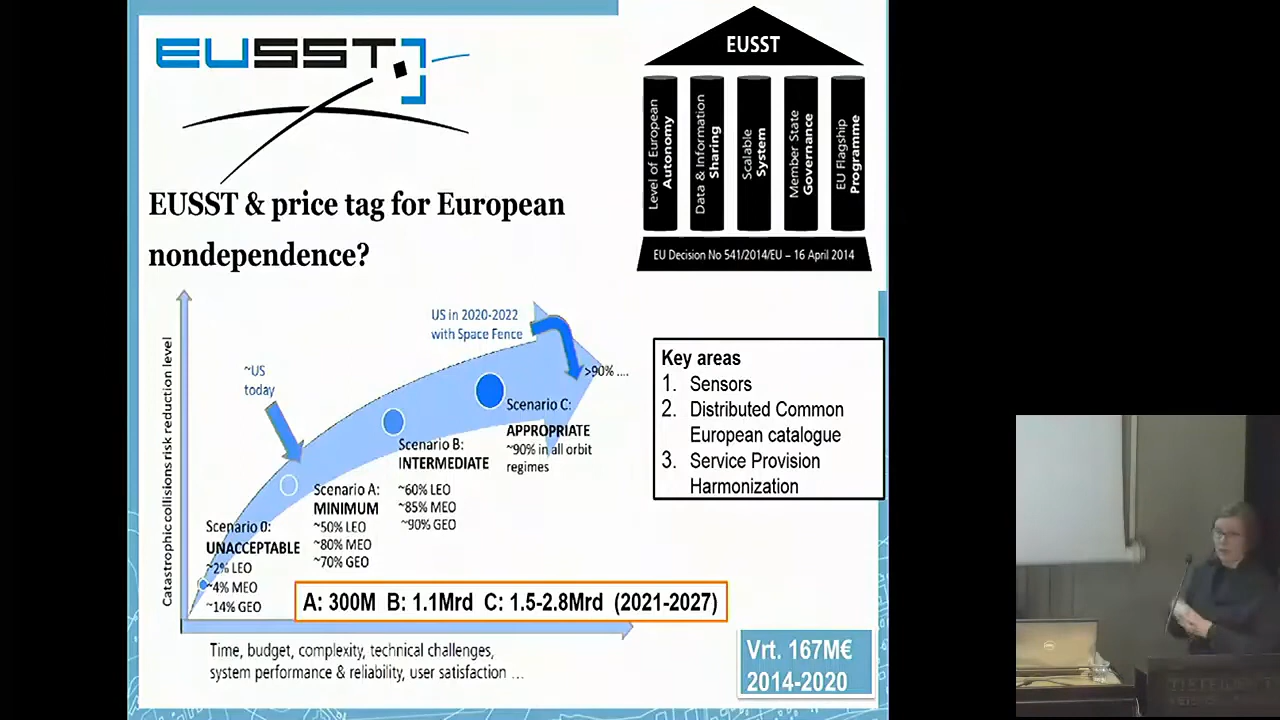 EUSST
EUSST & price tag for European
nondependence?
EUSST
Level of European
Autonomy
Data & Information
Sharing
Scalable
System
Member State
Governance
EU Flagship
Programme
EU Decision No 541/2014/EU – 16 April 2014
Catastrophic collisions risk reduction level
~US
today
US in 2020-2022
with Space Fence
>90% ....
Scenario 0:
UNACCEPTABLE
~2% LEO
~4% MEO
~14% GEO
Scenario A:
MINIMUM
~50% LEO
~80% MEO
~70% GEO
Scenario B:
INTERMEDIATE
~60% LEO
~85% MEO
~90% GEO
Scenario C:
APPROPRIATE
~90% in all orbit
regimes
A: 300M B: 1.1Mrd C: 1.5-2.8Mrd (2021-2027)
Time, budget, complexity, technical challenges,
system performance & reliability, user satisfaction ...
Key areas
1. Sensors
2. Distributed Common
European catalogue
3. Service Provision
Harmonization
Vrt. 167M€
2014-2020